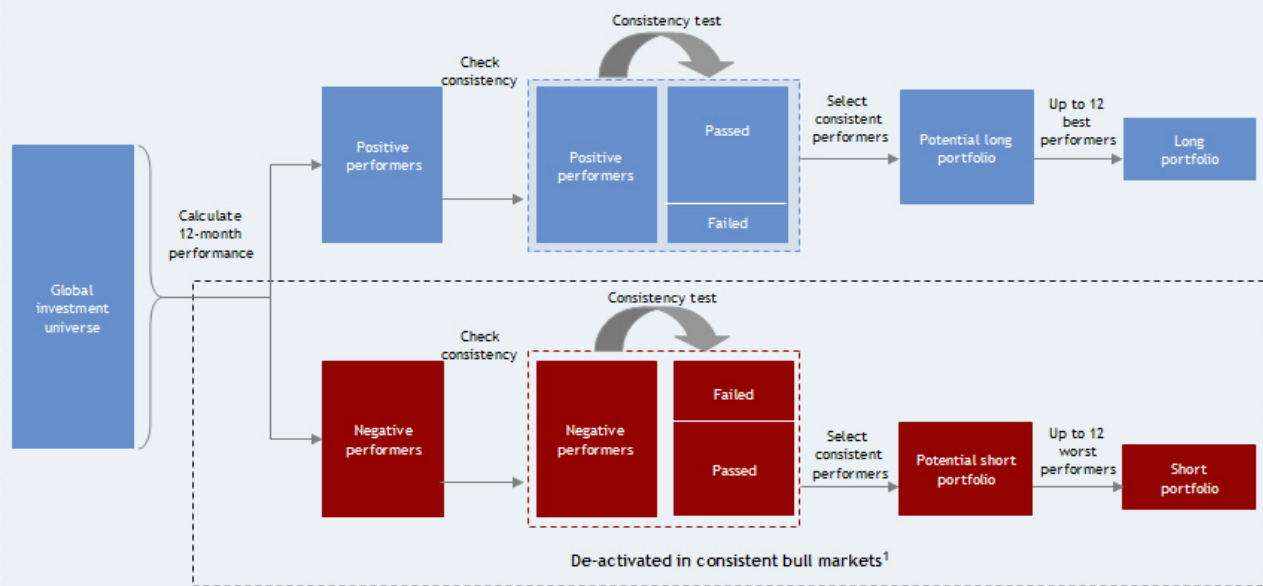 Global
investment
universe
Calculate
12-month
performance
Positive
performers
Check
consistency
Consistency test
Positive
performers
Passed
Failed
Select
consistent
performers
Potential long
portfolio
Up to 12
best
performers
Long
portfolio
Negative
performers
Check
consistency
Consistency test
Negative
performers
Failed
Passed
Select
consistent
performers
Potential short
portfolio
Up to 12
worst
performers
Short
portfolio
De-activated in consistent bull markets¹